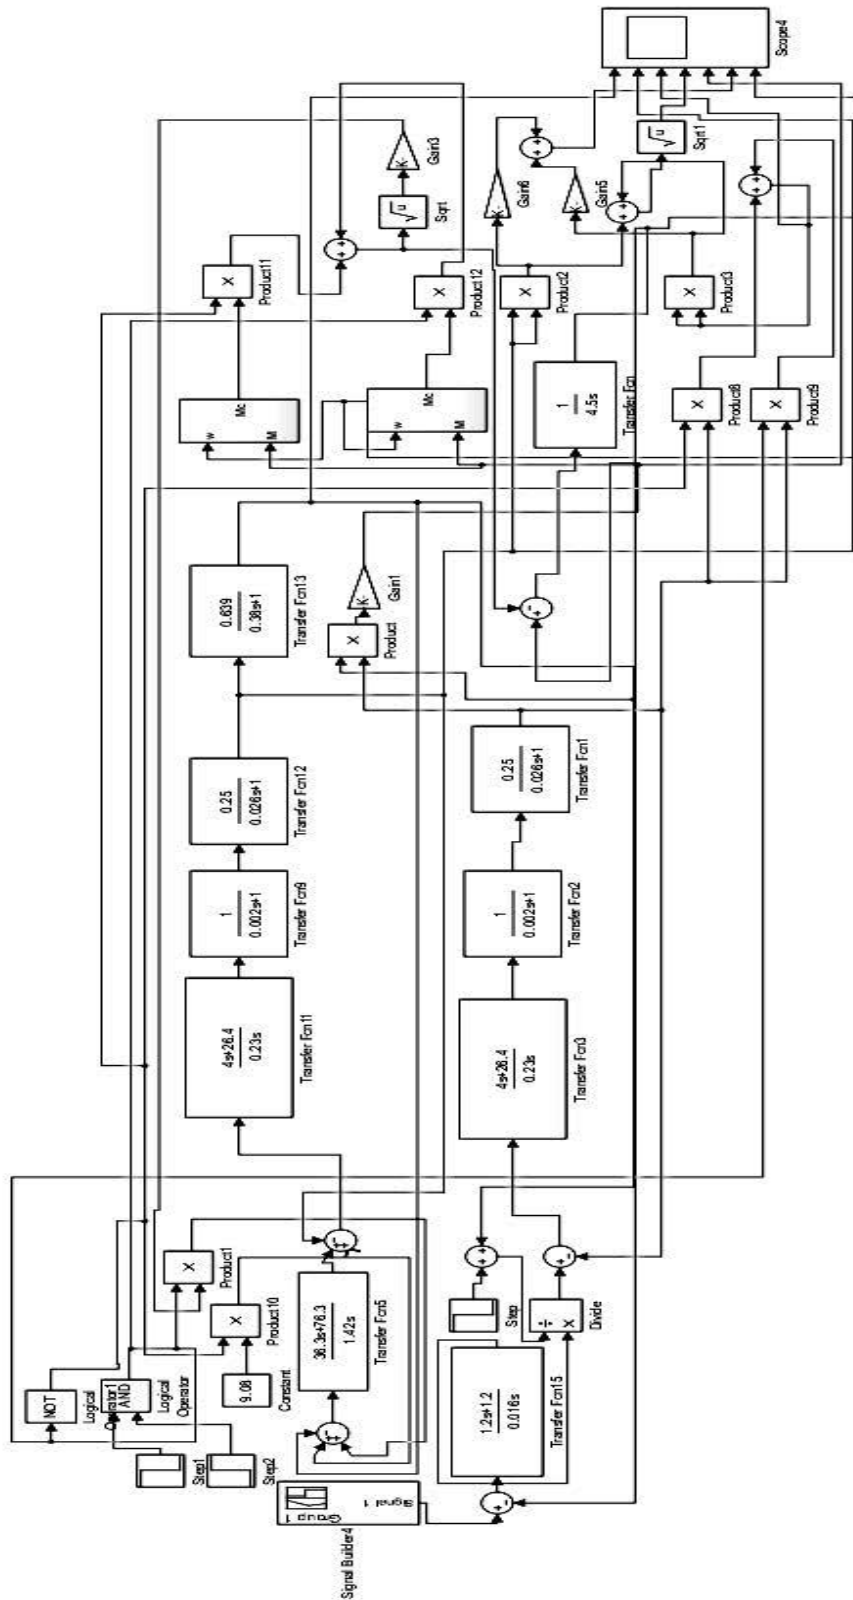 Signal Builder4
Group 1
Signal 1
Step1
Step2
NOT
Logical
Operator1
AND
Logical
Operator
9.08
Constant
X
Product10
X
Product1
36.3s+76.3
1.42s
Transfer Fcn5
1.2s+1.2
0.016s
Transfer Fcn15
Step
÷
X
Divide
4s+26.4
0.23s
Transfer Fcn11
1
0.002s+1
Transfer Fcn9
0.25
0.026s+1
Transfer Fcn12
0.639
0.38s+1
Transfer Fcn13
4s+26.4
0.23s
Transfer Fcn3
1
0.002s+1
Transfer Fcn2
0.25
0.026s+1
Transfer Fcn1
X
Product
K-
Gain1
w
M
Mc
w
M
Mc
X
Product11
X
Product12
√u
Sqrt
K-
Gain3
1
4.5s
Transfer Fcn
X
Product2
X
Product3
X
Product8
X
Product9
K-
Gain6
K-
Gain5
√u
Sqrt1
Scope4